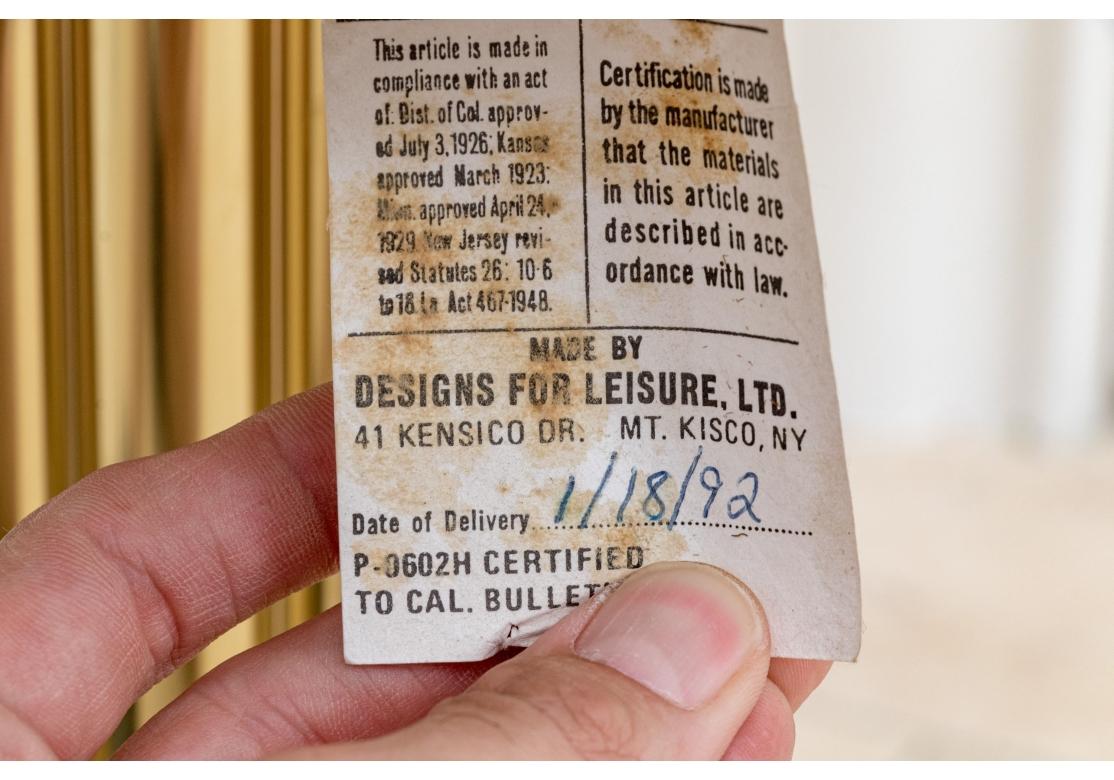 This article is made in
compliance with an act
of: Dist. of Col. approv-
ed July 3, 1926; Kansas
approved March 1923:
approved April 24,
1929 New Jersey revi-
sed Statutes 26: 10-6
to 18. La Act 467-1948.
Certification is made
by the manufacturer
that the materials
in this article are
described in acc-
ordance with law.
MADE BY
DESIGNS FOR LEISURE, LTD.
41 KENSICO DR. MT. KISCO, NY
Date of Delivery 1/18/92
P-0602H CERTIFIED
TO CAL.